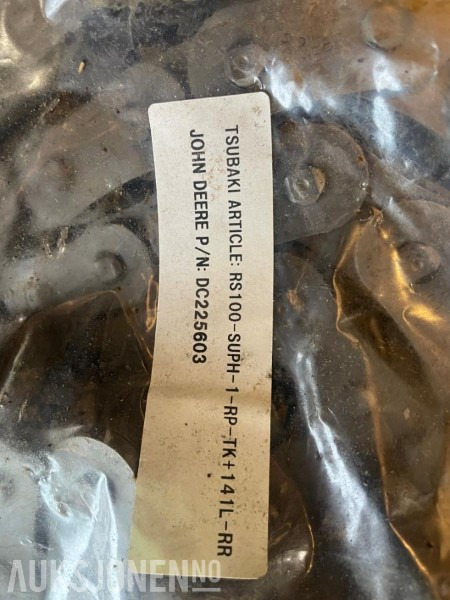 TSUBAKI ARTICLE: RS100-SUPH-1-RP-TK+141L-RR
JOHN DEERE P/N: DC225603
AUKSJONEN.NO